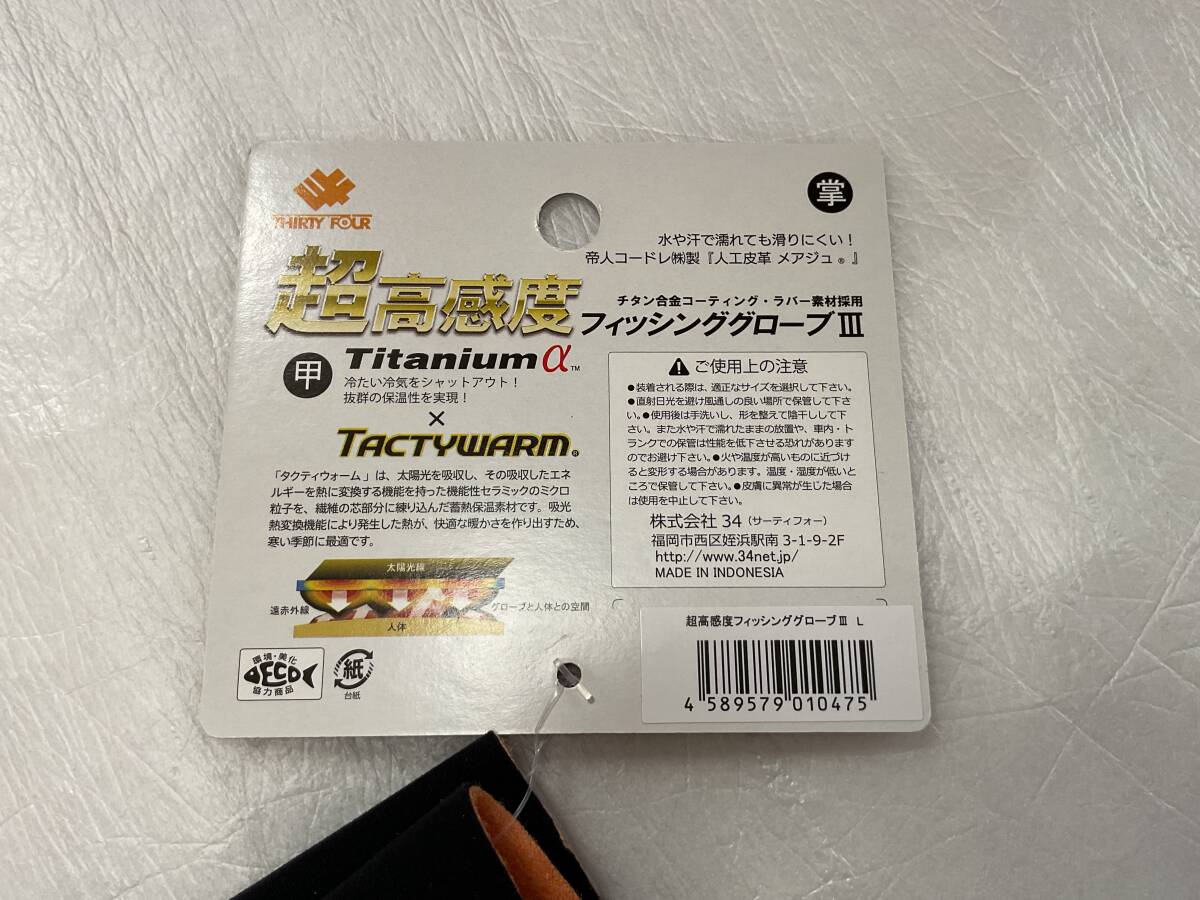 THIRTY FOUR
掌
水や汗で濡れても滑りにくい！
帝人コードレ㈱製『人工皮革 メアジュ®』
チタン合金コーティング・ラバー素材採用
超高感度フィッシンググローブⅢ
甲
Titanium α™
冷たい冷気をシャットアウト！
抜群の保温性を実現！
×
TACTYWARM®
「タクティウォーム」は、太陽光を吸収し、その吸収したエネ
ルギーを熱に変換する機能を持った機能性セラミックのミクロ
粒子を、繊維の芯部分に練り込んだ蓄熱保温素材です。吸光
熱変換機能により発生した熱が、快適な暖かさを作り出すため、
寒い季節に最適です。
太陽光線
遠赤外線
グローブと人体との空間
人体
環境・美化
ECO
協力商品
紙
台紙
ご使用上の注意
●装着される際は、適正なサイズを選択して下さい。
●直射日光を避け風通しの良い場所で保管して下さ
い。●使用後は手洗いし、形を整えて陰干しして下
さい。また水や汗で濡れたままの放置や、車内・ト
ランクでの保管は性能を低下させる恐れがあります
のでお避け下さい。●火や温度が高いものに近づけ
ると変形する場合があります。温度・湿度が低いと
ころで保管して下さい。●皮膚に異常が生じた場合
は使用を中止して下さい。
株式会社 34（サーティフォー）
福岡市西区姪浜駅南 3-1-9-2F
http://www.34net.jp/
MADE IN INDONESIA
超高感度フィッシンググローブⅢ L
4 589579 010475